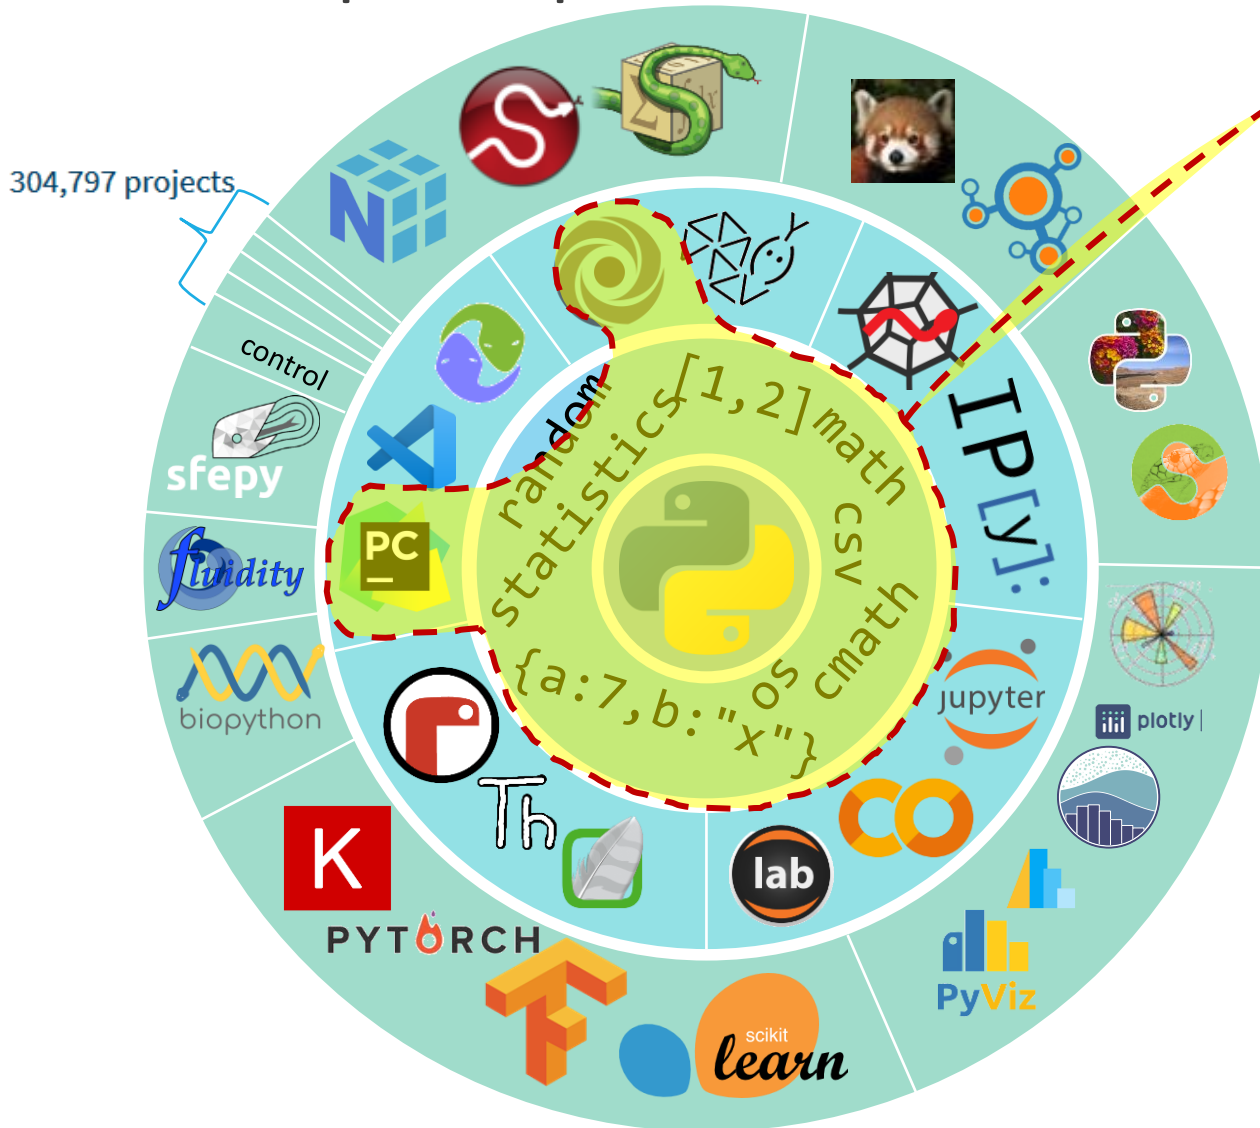 304,797 projects
control
sfepy
fluidity
biopython
K
PYTORCH
scikit
learn
PyViz
plotly
N
random
random
statistics
[1,2]
math
csv
cmath
os
{a:7,b:"x"}
PC
IP[y]:
jupyter
lab
Th